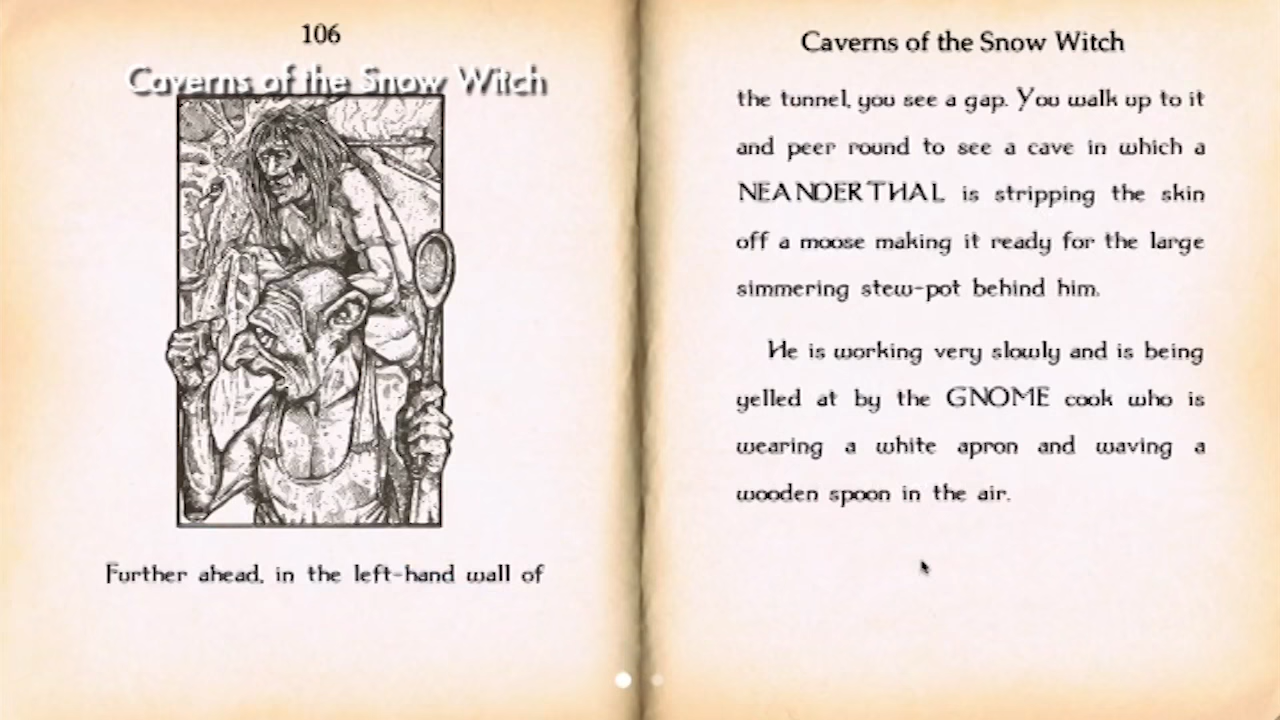 106
Caverns of the Snow Witch
Further ahead, in the left-hand wall of
Caverns of the Snow Witch
the tunnel, you see a gap. You walk up to it
and peer round to see a cave in which a
NEANDERTHAL is stripping the skin
off a moose making it ready for the large
simmering stew-pot behind him.
He is working very slowly and is being
yelled at by the GNOME cook who is
wearing a white apron and waving a
wooden spoon in the air.